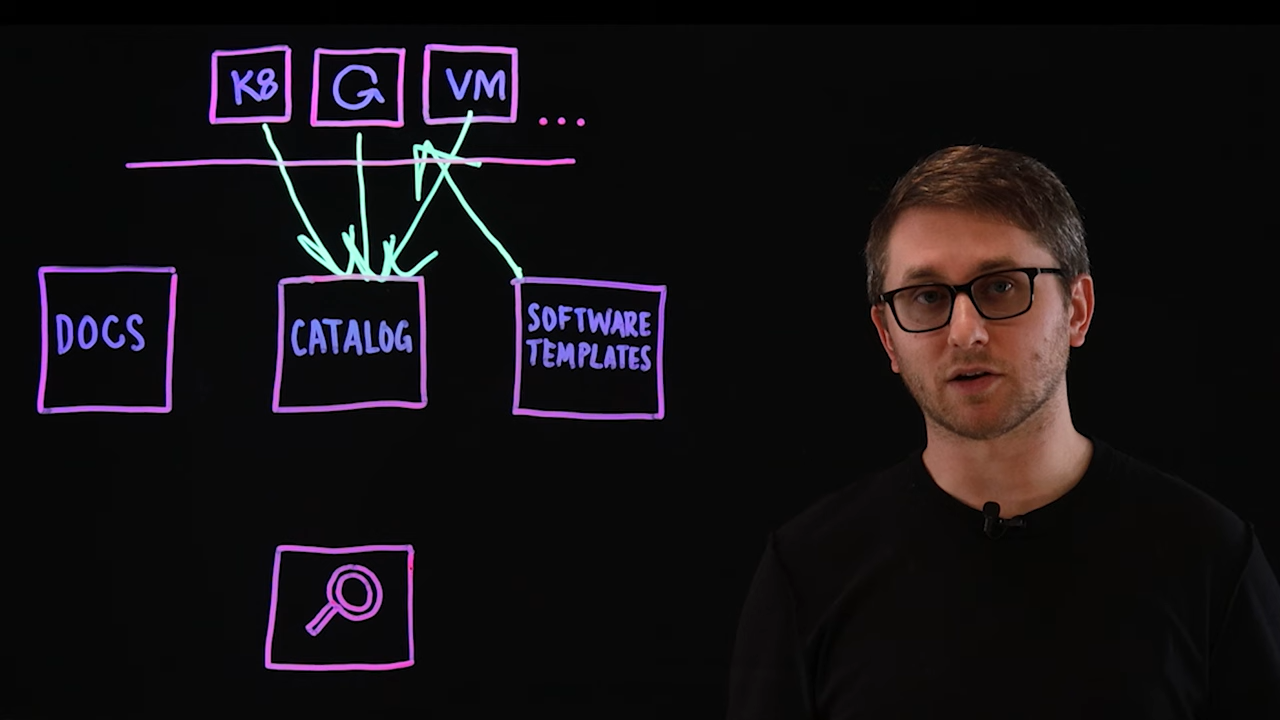 K8
VM
...
DOCS
CATALOG
SOFTWARE
TEMPLATES